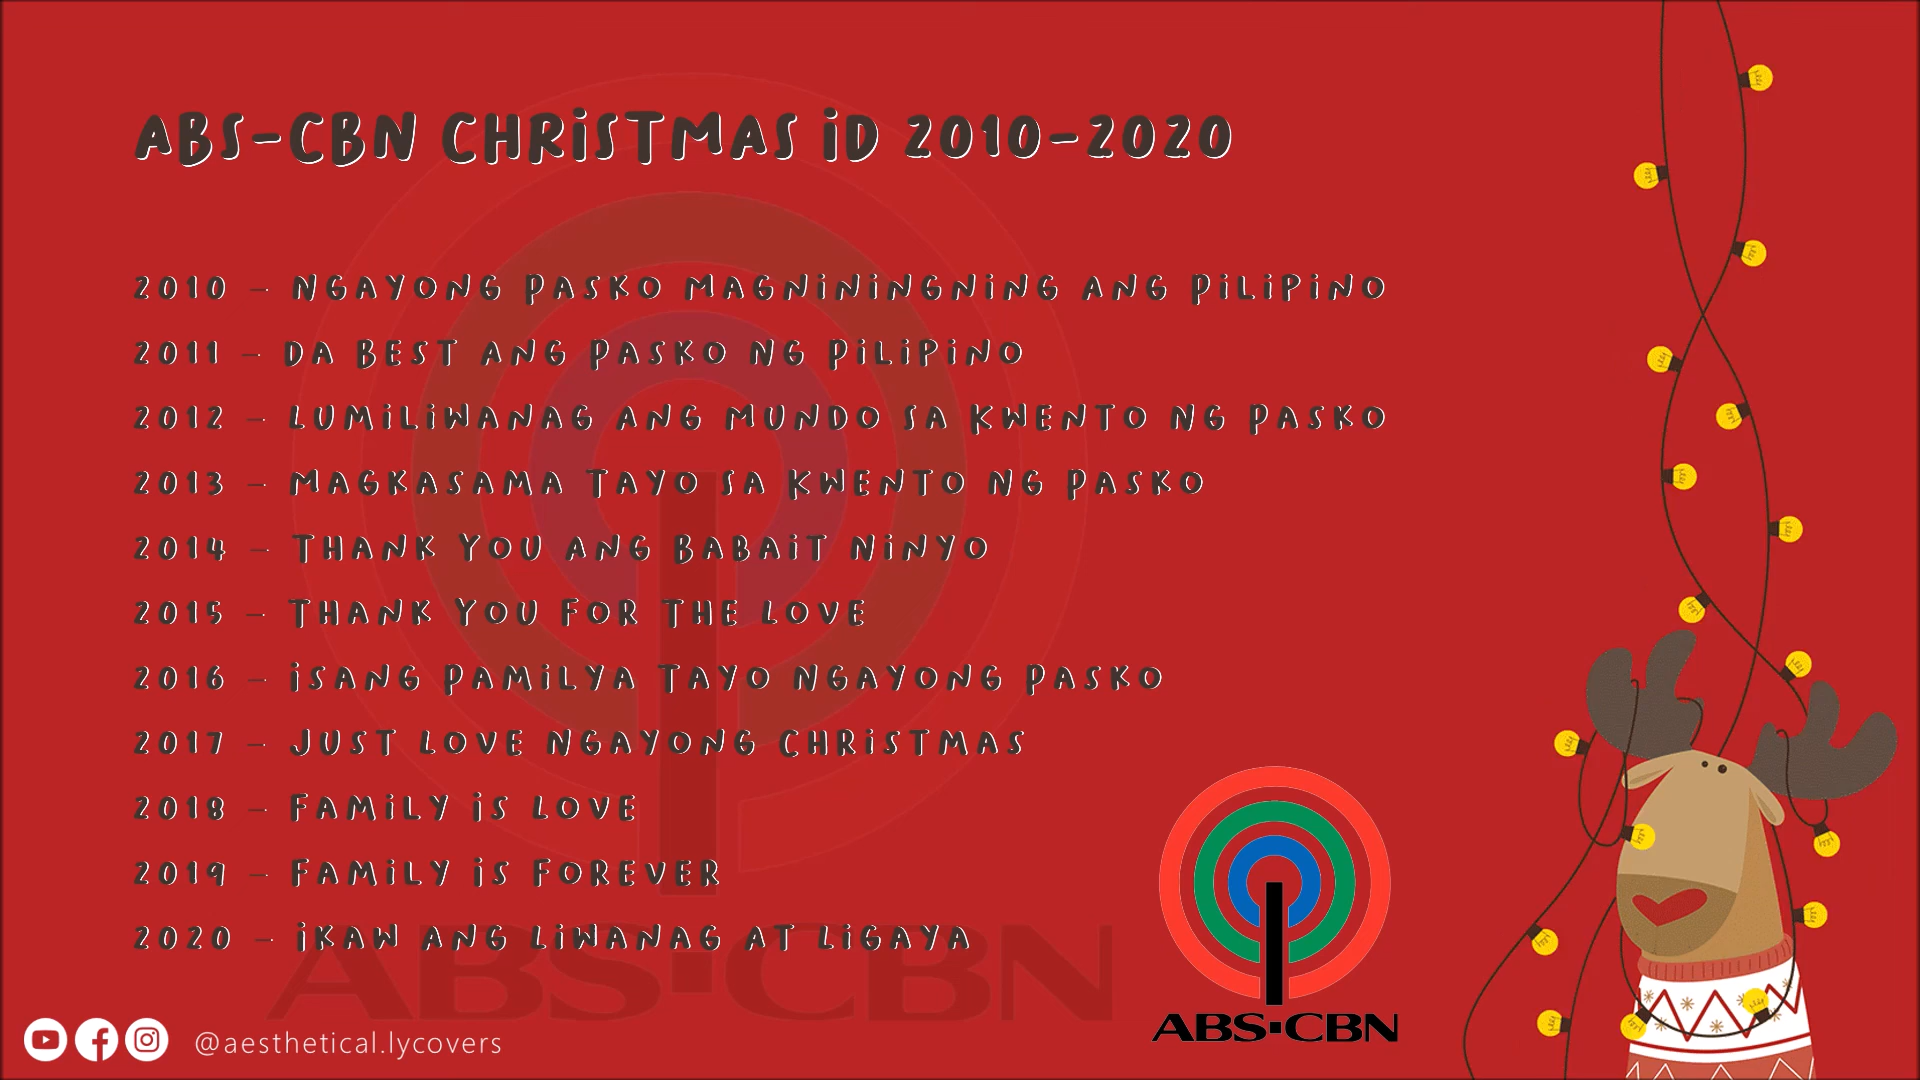 ABS-CBN CHRiSTMAS iD 2010-2020
2010 - NGAYONG PASKO MAGNiNiNGNiNG ANG PiLiPiNO
2011 - DA BEST ANG PASKO NG PiLiPiNO
2012 - LUMiLiWANAG ANG MUNDO SA KWENTO NG PASKO
2013 - MAGKASAMA TAYO SA KWENTO NG PASKO
2014 - THANK YOU ANG BABAiT NiNYO
2015 - THANK YOU FOR THE LOVE
2016 - iSANG PAMiLYA TAYO NGAYONG PASKO
2017 - JUST LOVE NGAYONG CHRiSTMAS
2018 - FAMiLY iS LOVE
2019 - FAMiLY iS FOREVER
2020 - iKAW ANG LiWANAG AT LiGAYA
ABS-CBN
ABS-CBN
@aesthetical.lycovers